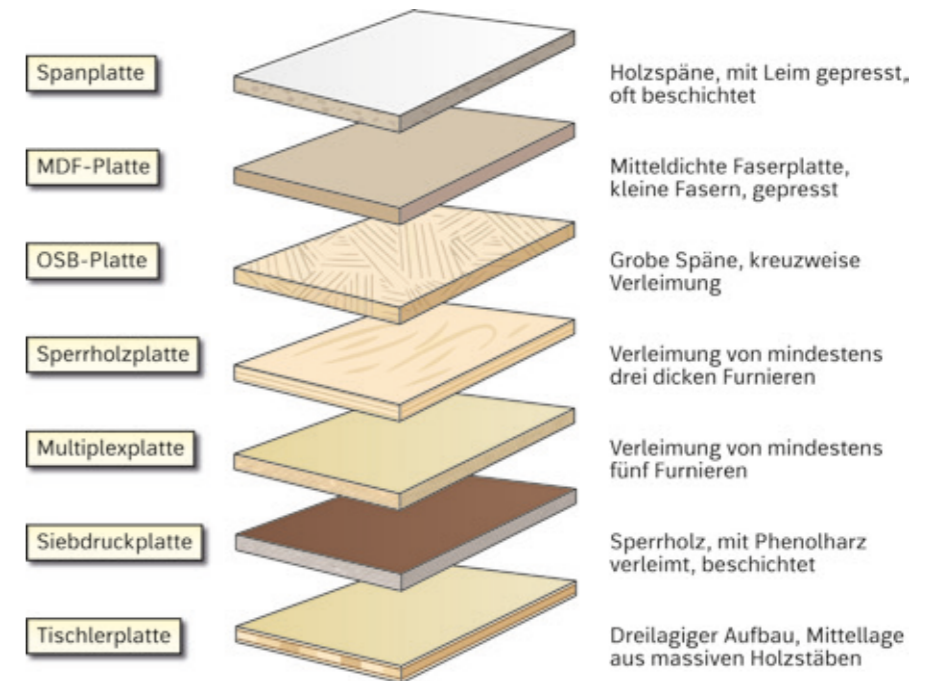 Spanplatte
Holzspäne, mit Leim gepresst,
oft beschichtet
MDF-Platte
Mitteldichte Faserplatte,
kleine Fasern, gepresst
OSB-Platte
Grobe Späne, kreuzweise
Verleimung
Sperrholzplatte
Verleimung von mindestens
drei dicken Furnieren
Multiplexplatte
Verleimung von mindestens
fünf Furnieren
Siebdruckplatte
Sperrholz, mit Phenolharz
verleimt, beschichtet
Tischlerplatte
Dreilagiger Aufbau, Mittellage
aus massiven Holzstäben